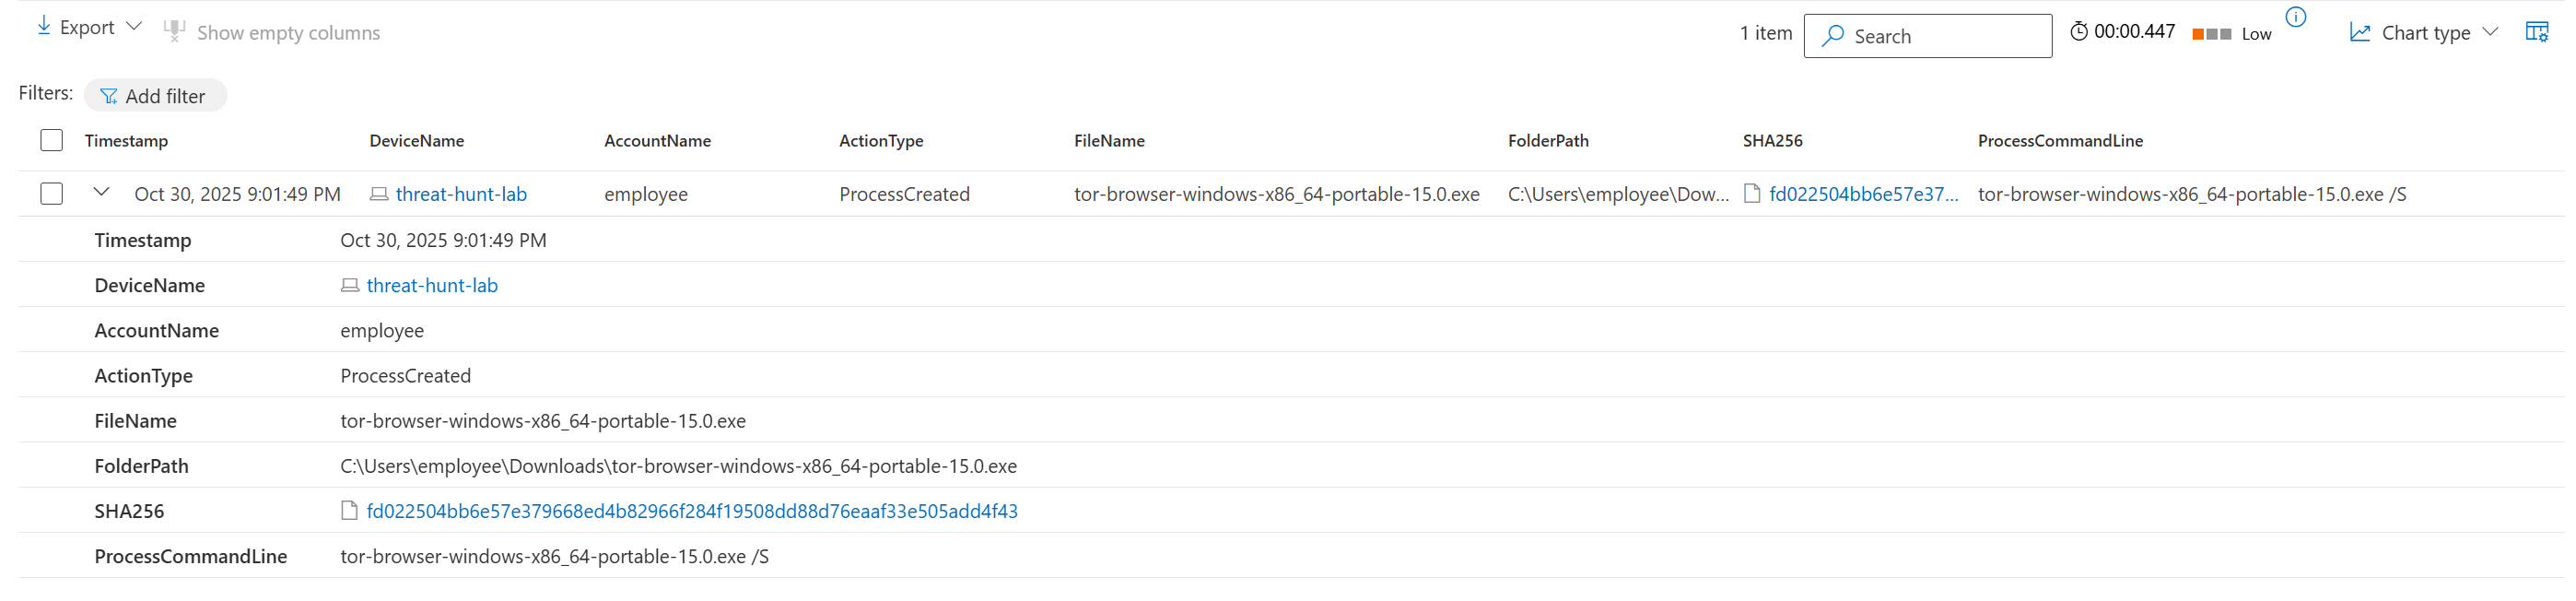 Export Show empty columns 1 item Search 00:00.447 Low Chart type
Filters: Add filter
Timestamp DeviceName AccountName ActionType FileName FolderPath SHA256 ProcessCommandLine
Oct 30, 2025 9:01:49 PM threat-hunt-lab employee ProcessCreated tor-browser-windows-x86_64-portable-15.0.exe C:\Users\employee\Dow... fd022504bb6e57e37... tor-browser-windows-x86_64-portable-15.0.exe /S
Timestamp Oct 30, 2025 9:01:49 PM
DeviceName threat-hunt-lab
AccountName employee
ActionType ProcessCreated
FileName tor-browser-windows-x86_64-portable-15.0.exe
FolderPath C:\Users\employee\Downloads\tor-browser-windows-x86_64-portable-15.0.exe
SHA256 fd022504bb6e57e379668ed4b82966f284f19508dd88d76eaaf33e505add4f43
ProcessCommandLine tor-browser-windows-x86_64-portable-15.0.exe /S